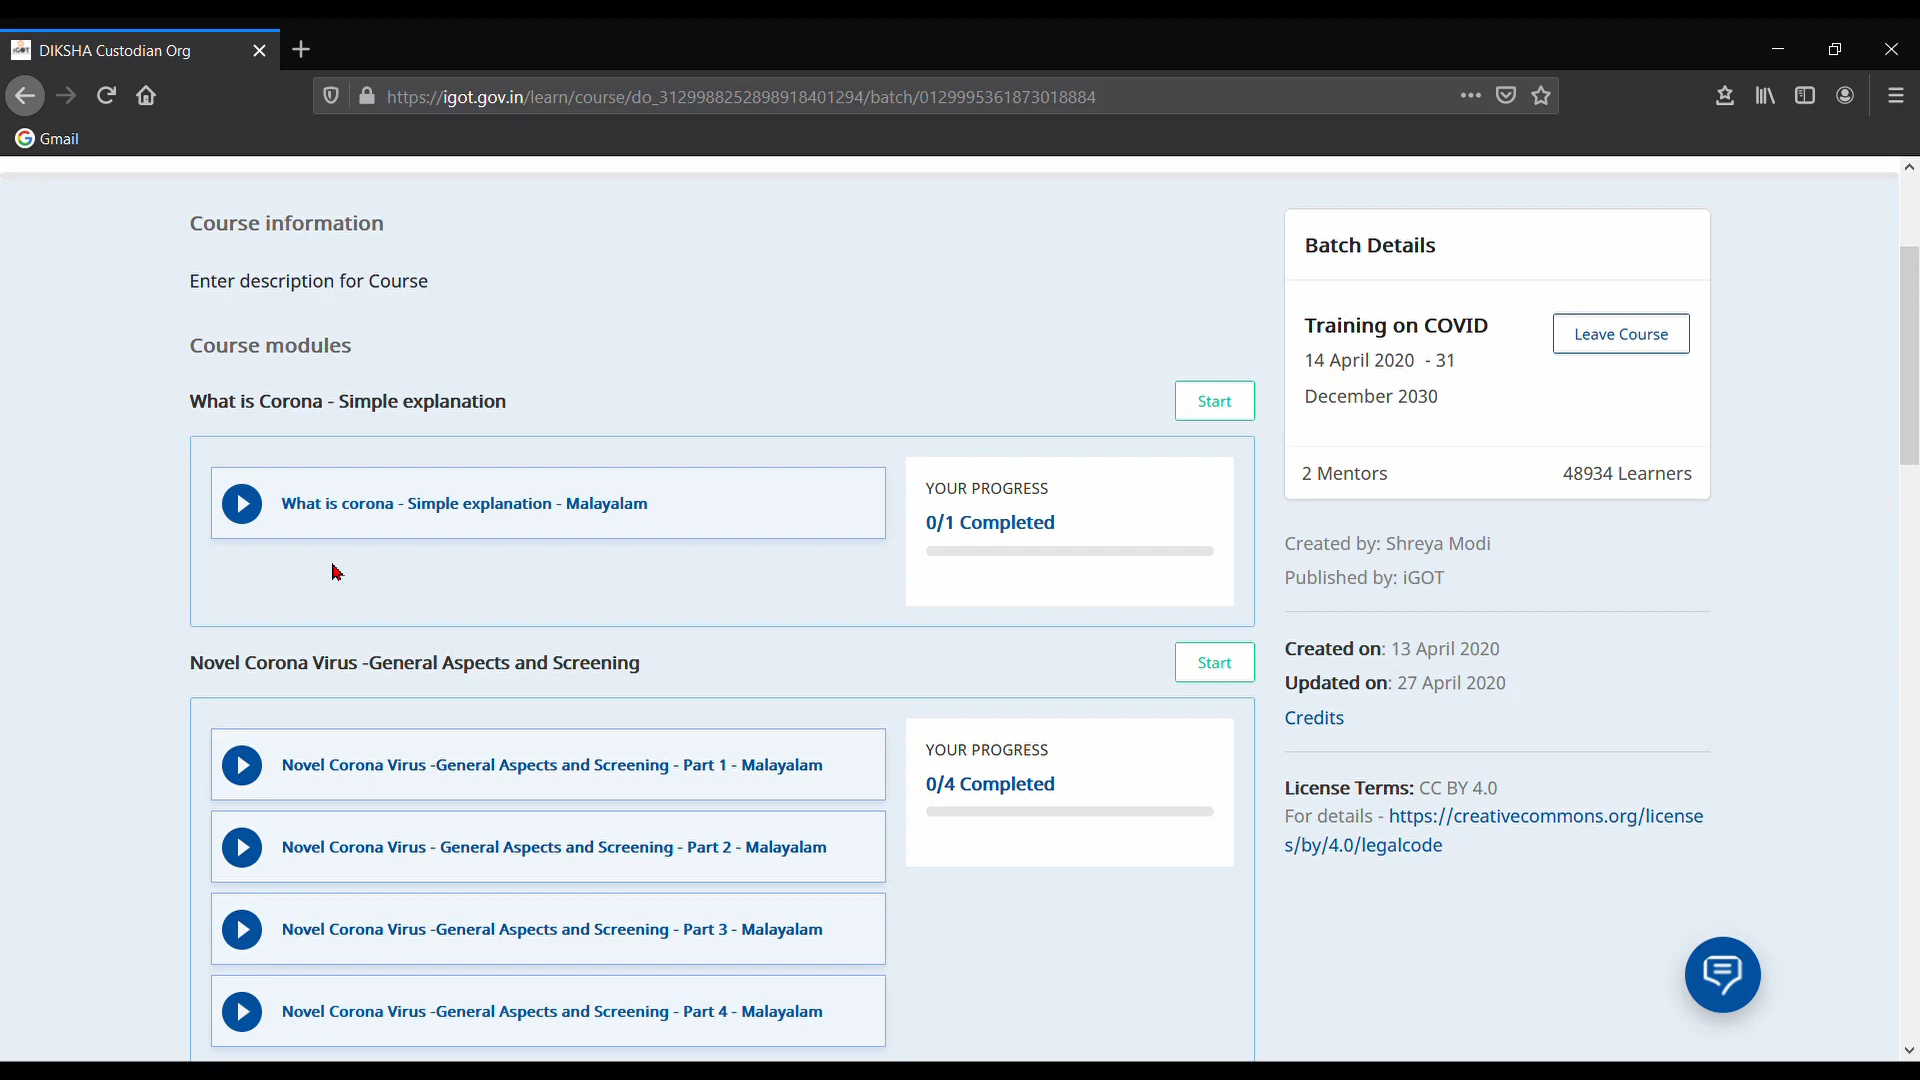 DIKSHA Custodian Org
https://igot.gov.in/learn/course/do_3129988252898918401294/batch/0129995361873018884
Gmail
Course information
Enter description for Course
Course modules
What is Corona - Simple explanation
Start
What is corona - Simple explanation - Malayalam
YOUR PROGRESS
0/1 Completed
Novel Corona Virus -General Aspects and Screening
Start
Novel Corona Virus -General Aspects and Screening - Part 1 - Malayalam
Novel Corona Virus - General Aspects and Screening - Part 2 - Malayalam
Novel Corona Virus -General Aspects and Screening - Part 3 - Malayalam
Novel Corona Virus -General Aspects and Screening - Part 4 - Malayalam
YOUR PROGRESS
0/4 Completed
Batch Details
Training on COVID
14 April 2020 - 31
December 2030
Leave Course
2 Mentors
48934 Learners
Created by: Shreya Modi
Published by: iGOT
Created on: 13 April 2020
Updated on: 27 April 2020
Credits
License Terms: CC BY 4.0
For details - https://creativecommons.org/license
s/by/4.0/legalcode